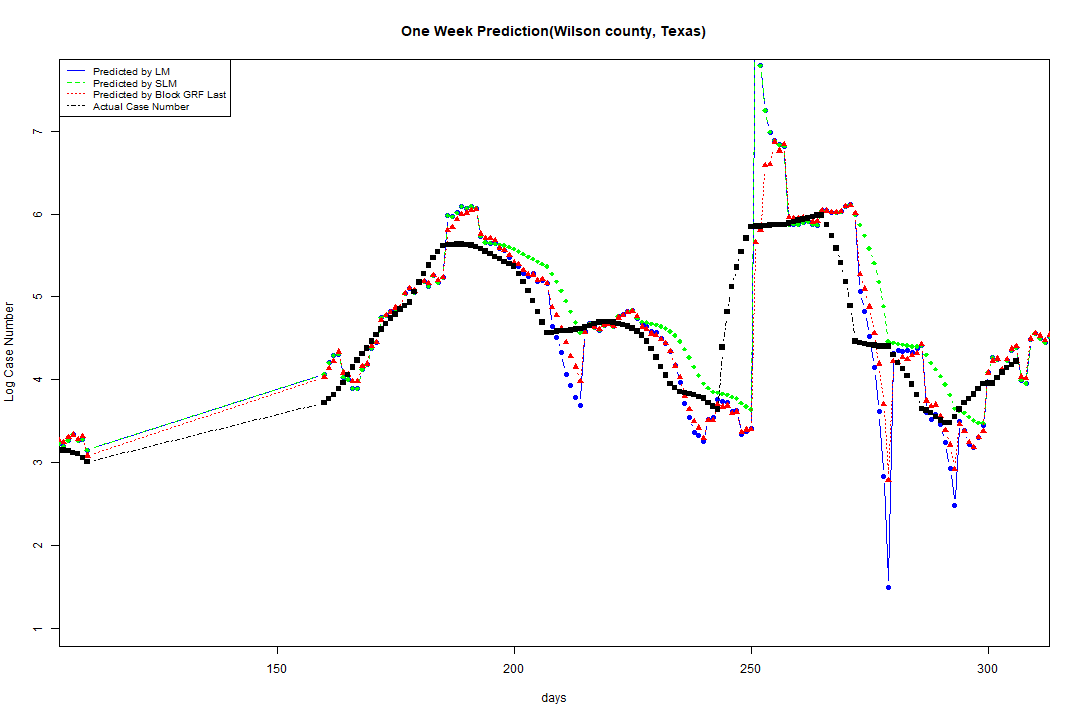 One Week Prediction(Wilson county, Texas)
Predicted by LM
Predicted by SLM
Predicted by Block GRF Last
Actual Case Number
Log Case Number
7
6
5
4
3
2
1
150 200 250 300
days